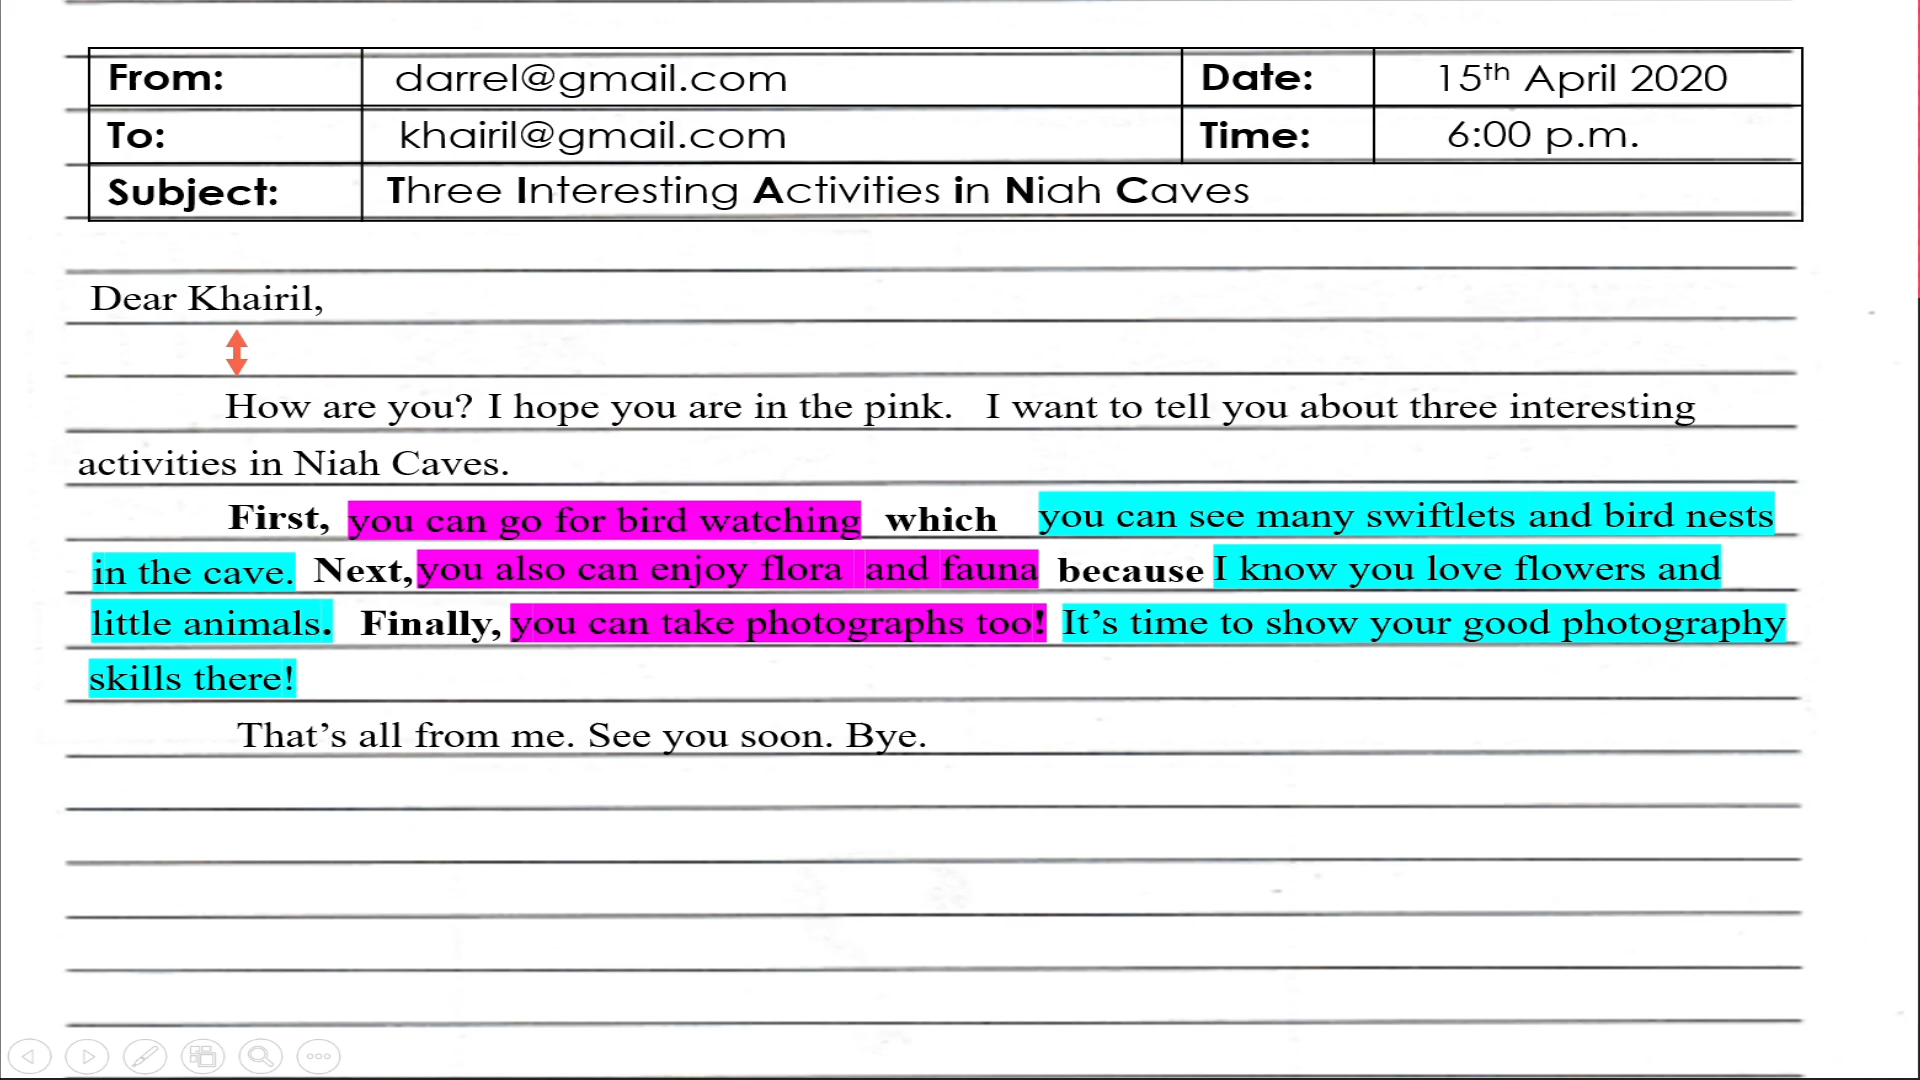 From: darrel@gmail.com Date: 15th April 2020
To: khairil@gmail.com Time: 6:00 p.m.
Subject: Three Interesting Activities in Niah Caves
Dear Khairil,
How are you? I hope you are in the pink. I want to tell you about three interesting
activities in Niah Caves.
First, you can go for bird watching which you can see many swiftlets and bird nests
in the cave. Next, you also can enjoy flora and fauna because I know you love flowers and
little animals. Finally, you can take photographs too! It’s time to show your good photography
skills there!
That’s all from me. See you soon. Bye.